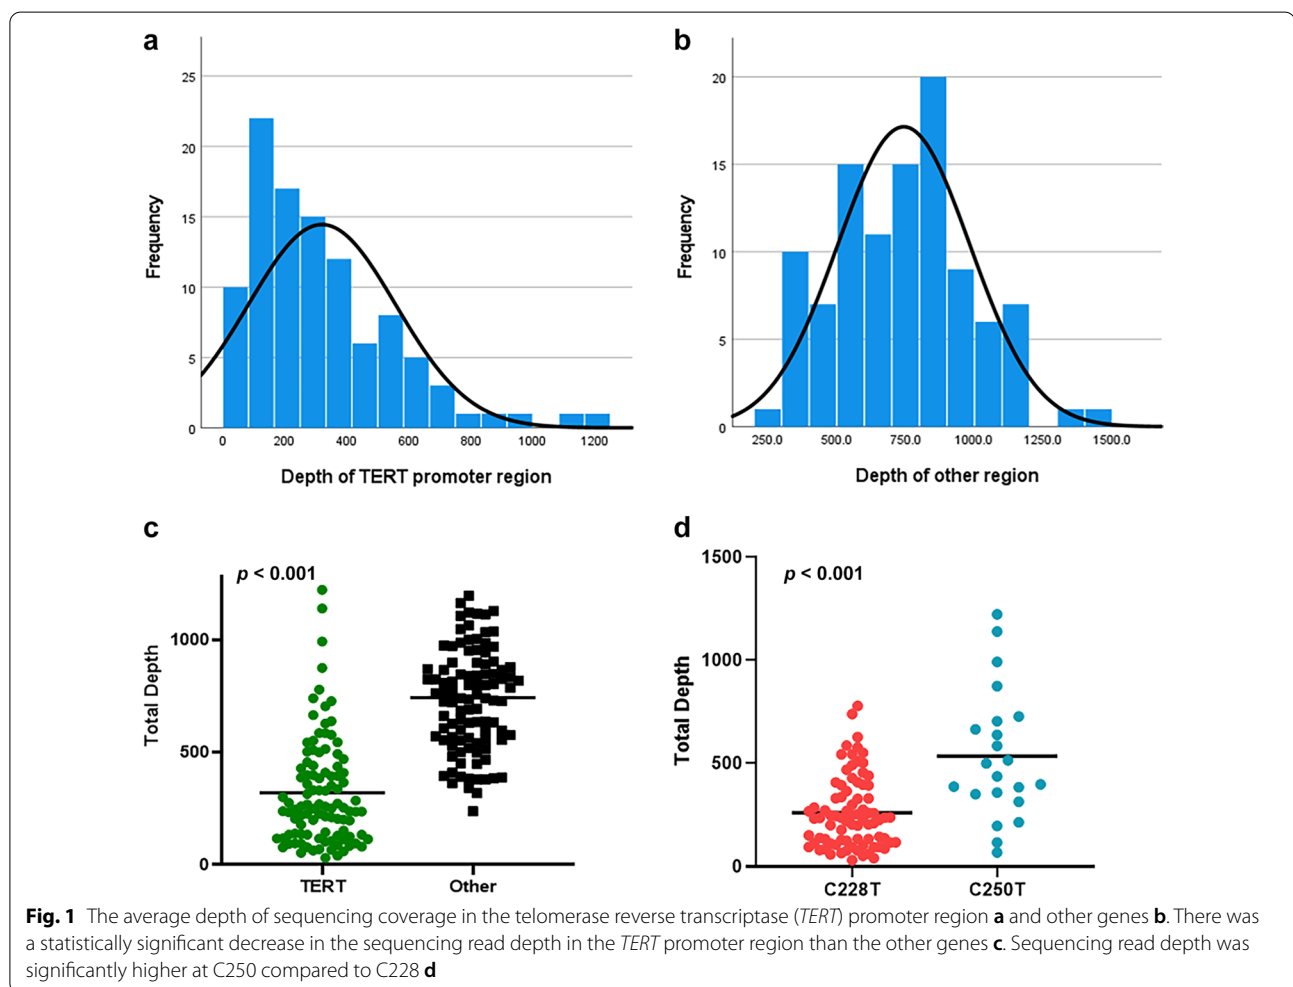 a
25
20
15
10
5
0
Frequency
0 200 400 600 800 1000 1200
Depth of TERT promoter region
b
20
15
10
5
0
Frequency
250.0 500.0 750.0 1000.0 1250.0 1500.0
Depth of other region
c
p < 0.001
1000
500
0
Total Depth
TERT Other
d
1500
p < 0.001
1000
500
0
Total Depth
C228T C250T
Fig. 1 The average depth of sequencing coverage in the telomerase reverse transcriptase (TERT) promoter region a and other genes b. There was
a statistically significant decrease in the sequencing read depth in the TERT promoter region than the other genes c. Sequencing read depth was
significantly higher at C250 compared to C228 d